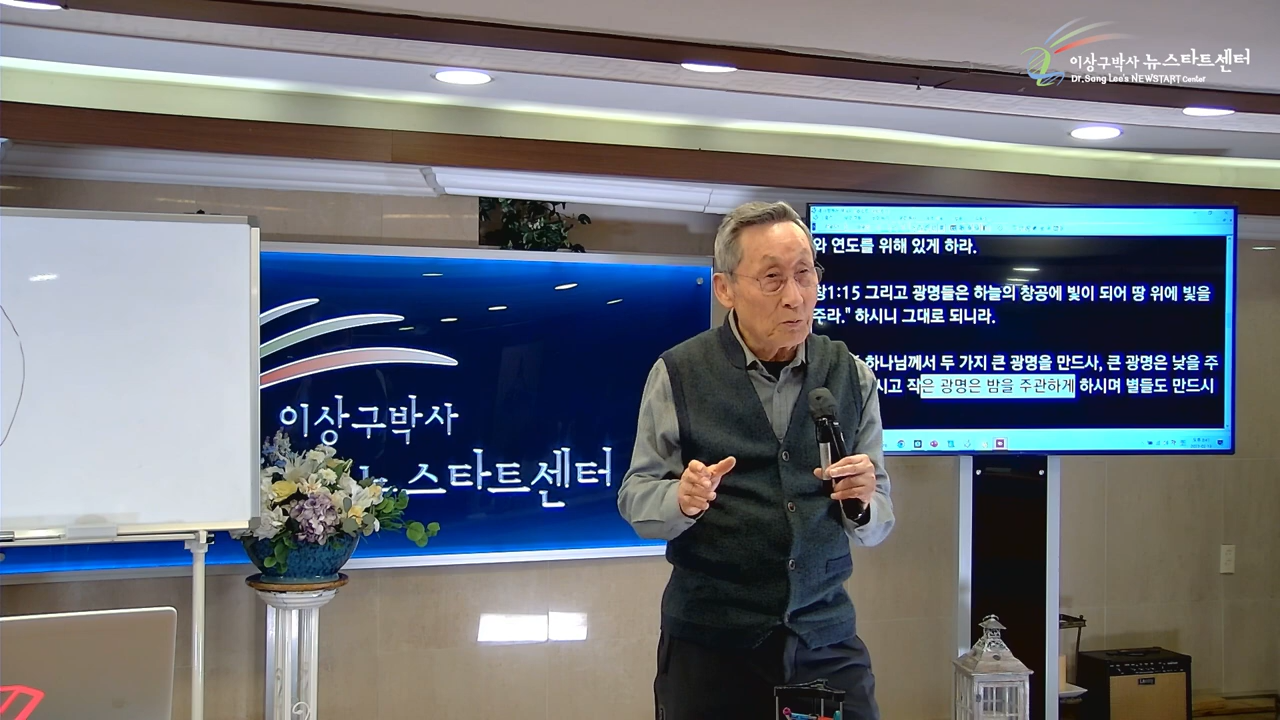 이상구박사 뉴스타트센터
Dr. Sang Lee's NEWSTART Center
와 연도를 위해 있게 하라.
창1:15 그리고 광명들은 하늘의 창공에 빛이 되어 땅 위에 빛을
주라." 하시니 그대로 되니라.
하나님께서 두 가지 큰 광명을 만드사, 큰 광명은 낮을 주
시고 작은 광명은 밤을 주관하게 하시며 별들도 만드시
이상구박사
뉴스타트센터